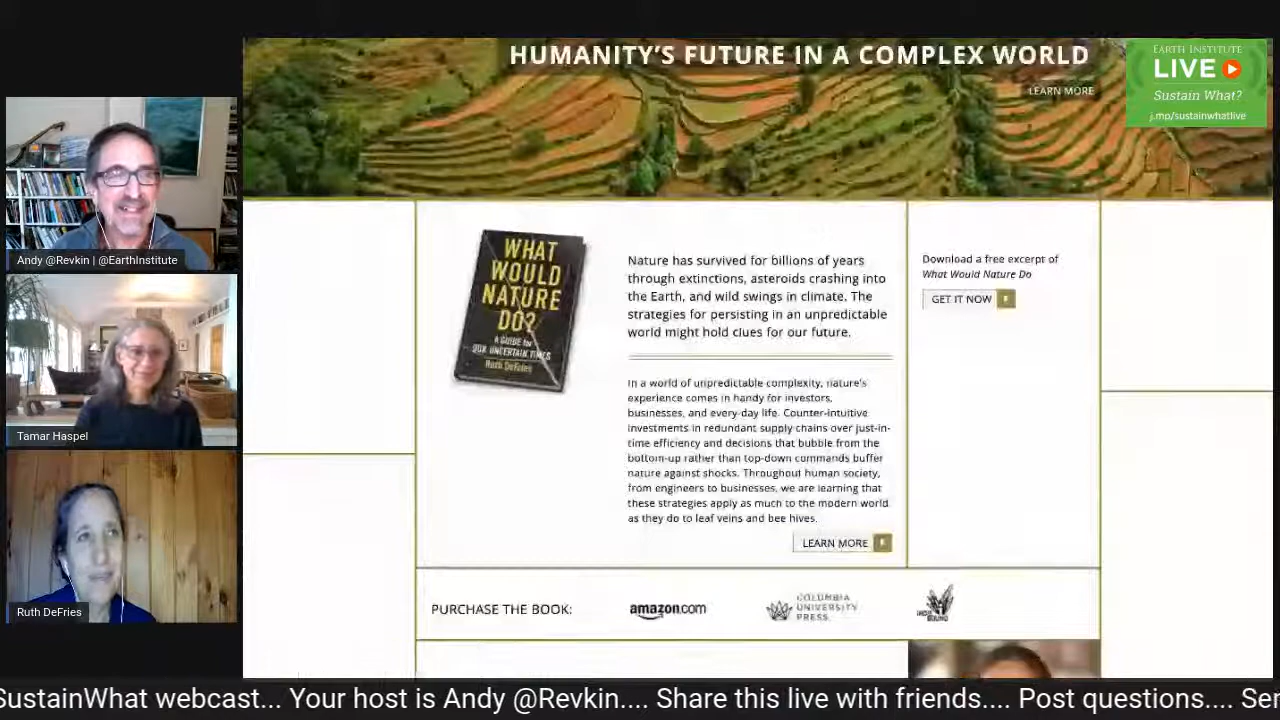 HUMANITY'S FUTURE IN A COMPLEX WORLD
LEARN MORE
EARTH INSTITUTE
LIVE
Sustain What?
j.mp/sustainwhatlive
Andy @Revkin | @EarthInstitute
Tamar Haspel
Ruth DeFries
WHAT
WOULD
NATURE
DO?
A GUIDE for
OUR UNCERTAIN TIMES
Ruth DeFries
Nature has survived for billions of years
through extinctions, asteroids crashing into
the Earth, and wild swings in climate. The
strategies for persisting in an unpredictable
world might hold clues for our future.
In a world of unpredictable complexity, nature's
experience comes in handy for investors,
businesses, and every-day life. Counter-intuitive
investments in redundant supply chains over just-in-
time efficiency and decisions that bubble from the
bottom-up rather than top-down commands buffer
nature against shocks. Throughout human society,
from engineers to businesses, we are learning that
these strategies apply as much to the modern world
as they do to leaf veins and bee hives.
LEARN MORE
Download a free excerpt of
What Would Nature Do
GET IT NOW
PURCHASE THE BOOK:
amazon.com
COLUMBIA
UNIVERSITY
PRESS
INDIE
BOUND
SustainWhat webcast... Your host is Andy @Revkin.... Share this live with friends.... Post questions.... Ser